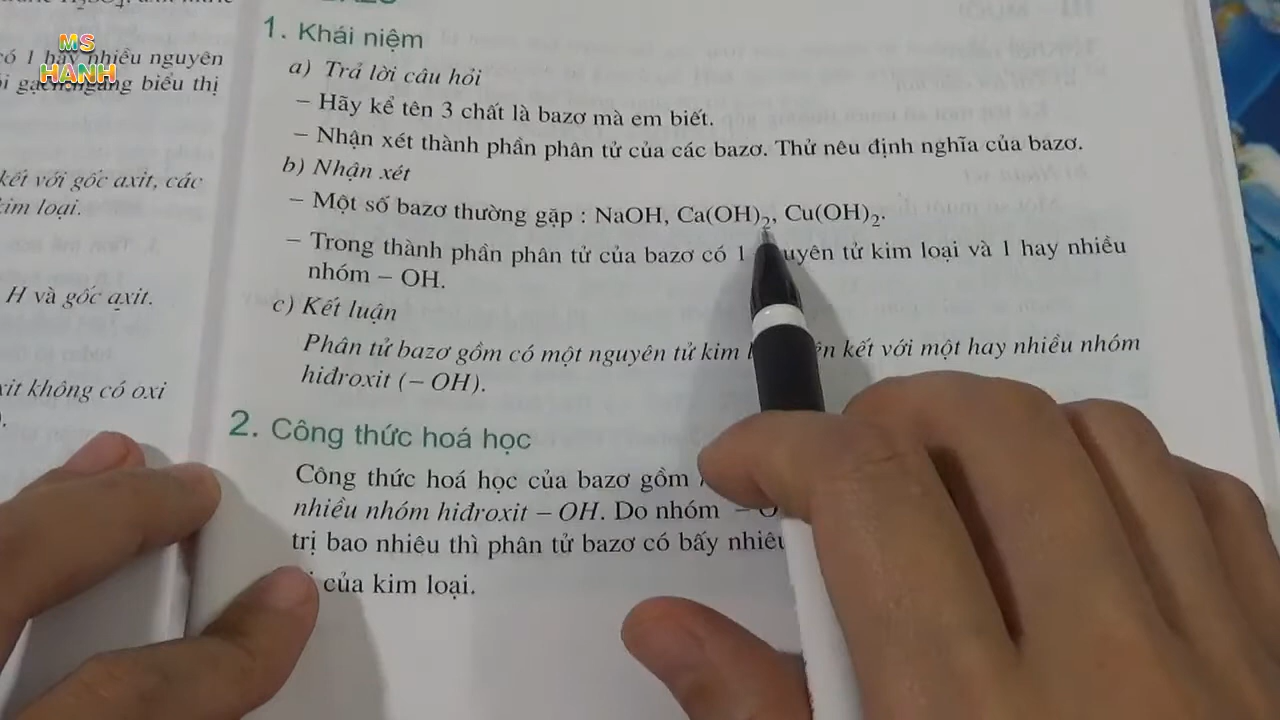 MS
HẠNH
có 1 hay nhiều nguyên
gạch ngang biểu thị
kết với gốc axit, các
kim loại.
H và gốc axit.
xit không có oxi
1. Khái niệm
a) Trả lời câu hỏi
– Hãy kể tên 3 chất là bazơ mà em biết.
– Nhận xét thành phần phân tử của các bazơ. Thử nêu định nghĩa của bazơ.
b) Nhận xét
– Một số bazơ thường gặp : NaOH, Ca(OH)₂, Cu(OH)₂.
– Trong thành phần phân tử của bazơ có 1 nguyên tử kim loại và 1 hay nhiều
nhóm – OH.
c) Kết luận
Phân tử bazơ gồm có một nguyên tử kim liên kết với một hay nhiều nhóm
hiđroxit (– OH).
2. Công thức hoá học
Công thức hoá học của bazơ gồm
nhiều nhóm hiđroxit – OH. Do nhóm – O
trị bao nhiêu thì phân tử bazơ có bấy nhiêu
của kim loại.